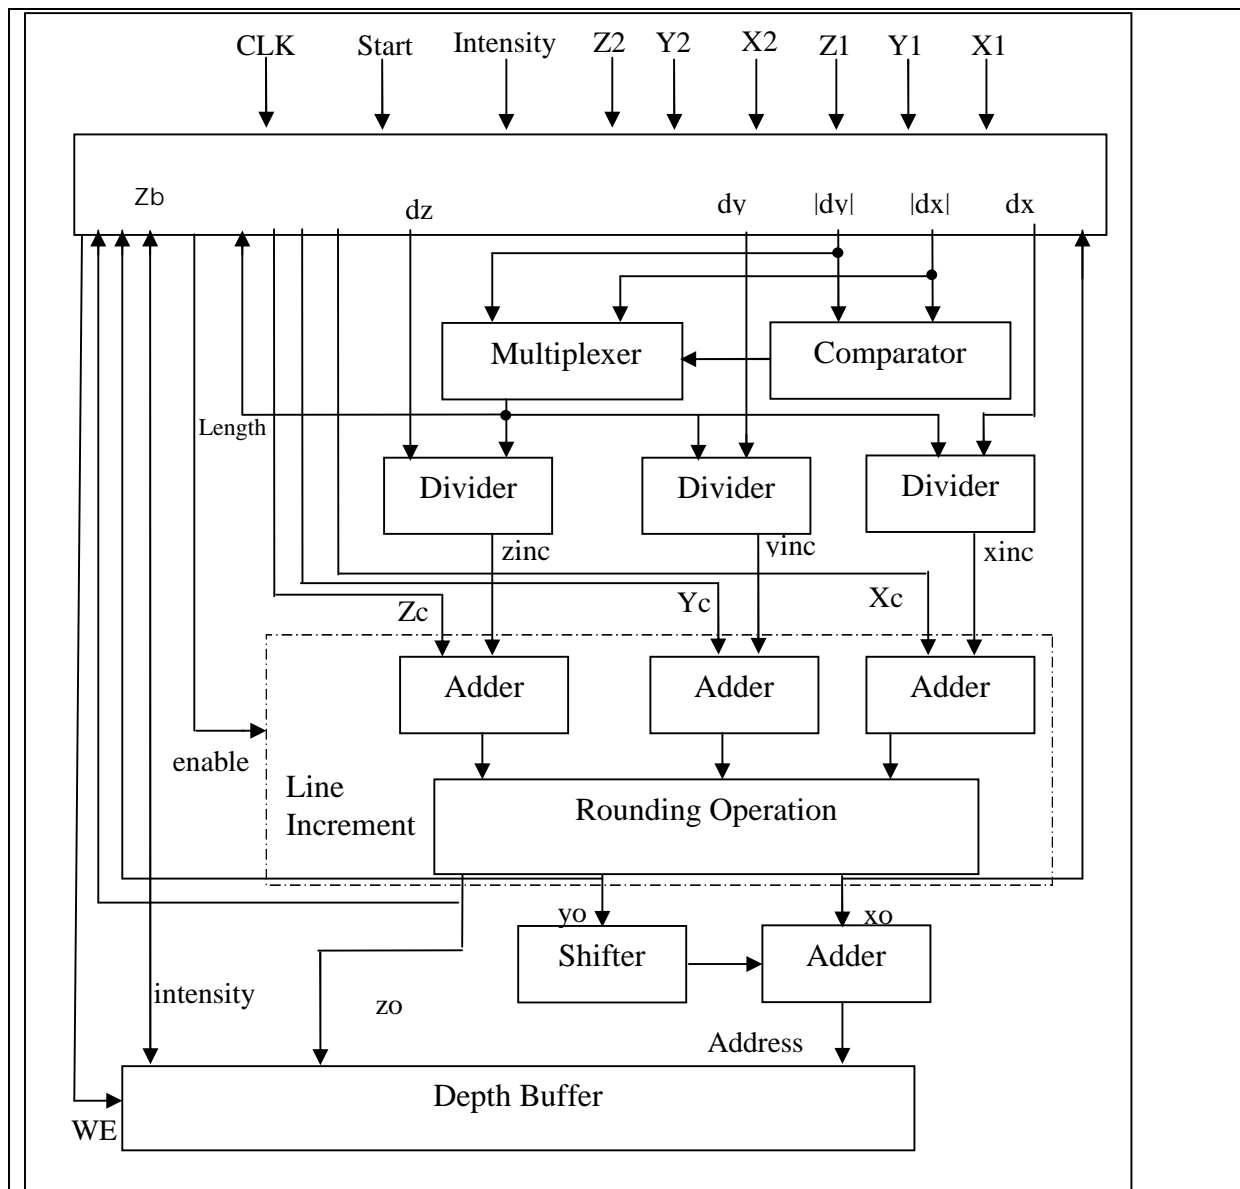 CLK Start Intensity Z2 Y2 X2 Z1 Y1 X1
Zb dz dy |dy| |dx| dx
Multiplexer Comparator
Length
Divider Divider Divider
zinc yinc xinc
Zc Yc Xc
Adder Adder Adder
enable
Line
Increment
Rounding Operation
yo xo
Shifter Adder
intensity zo
Address
Depth Buffer
WE